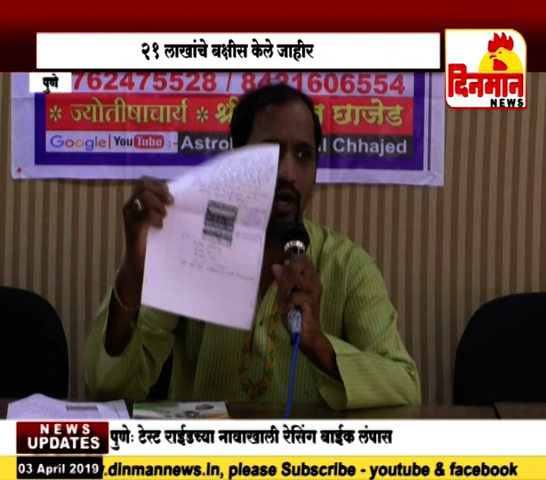 २१ लाखांचे बक्षीस केले जाहीर
दिनमान
NEWS
पुणे
762475528 / 8421606554
* ज्योतीषाचार्य * श्री छाजेड
Google | YouTube :- Astrol l Chhajed
NEWS UPDATES
पुणेः टेस्ट राईडच्या नावाखाली रेसिंग बाईक लंपास
03 April 2019
.dinmannews.in, please Subscribe - youtube & facebook